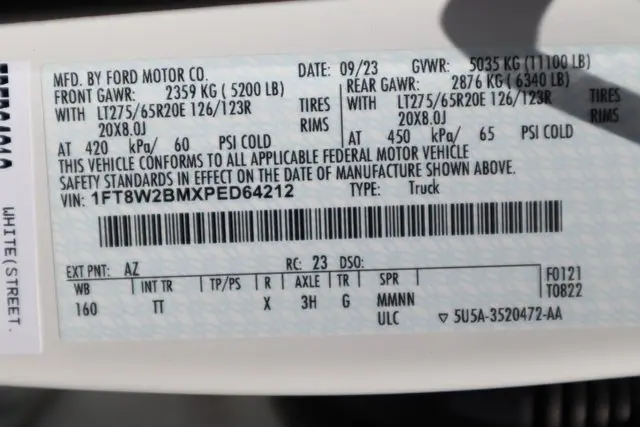 MFD. BY FORD MOTOR CO. DATE: 09/23 GVWR: 5035 KG (11100 LB)
FRONT GAWR: 2359 KG (5200 LB) REAR GAWR: 2876 KG (6340 LB)
WITH LT275/65R20E 126/123R TIRES WITH LT275/65R20E 126/123R TIRES
20X8.0J RIMS 20X8.0J RIMS
AT 420 kPa/ 60 PSI COLD AT 450 kPa/ 65 PSI COLD
THIS VEHICLE CONFORMS TO ALL APPLICABLE FEDERAL MOTOR VEHICLE
SAFETY STANDARDS IN EFFECT ON THE DATE OF MANUFACTURE SHOWN ABOVE.
VIN: 1FT8W2BMXPED64212 TYPE: Truck
EXT PNT: AZ RC: 23 DSO:
WB INT TR TP/PS R AXLE TR SPR F0121
160 TT X 3H G MMNN T0822
ULC ▽ 5U5A-3520472-AA
WHITE(STREET.